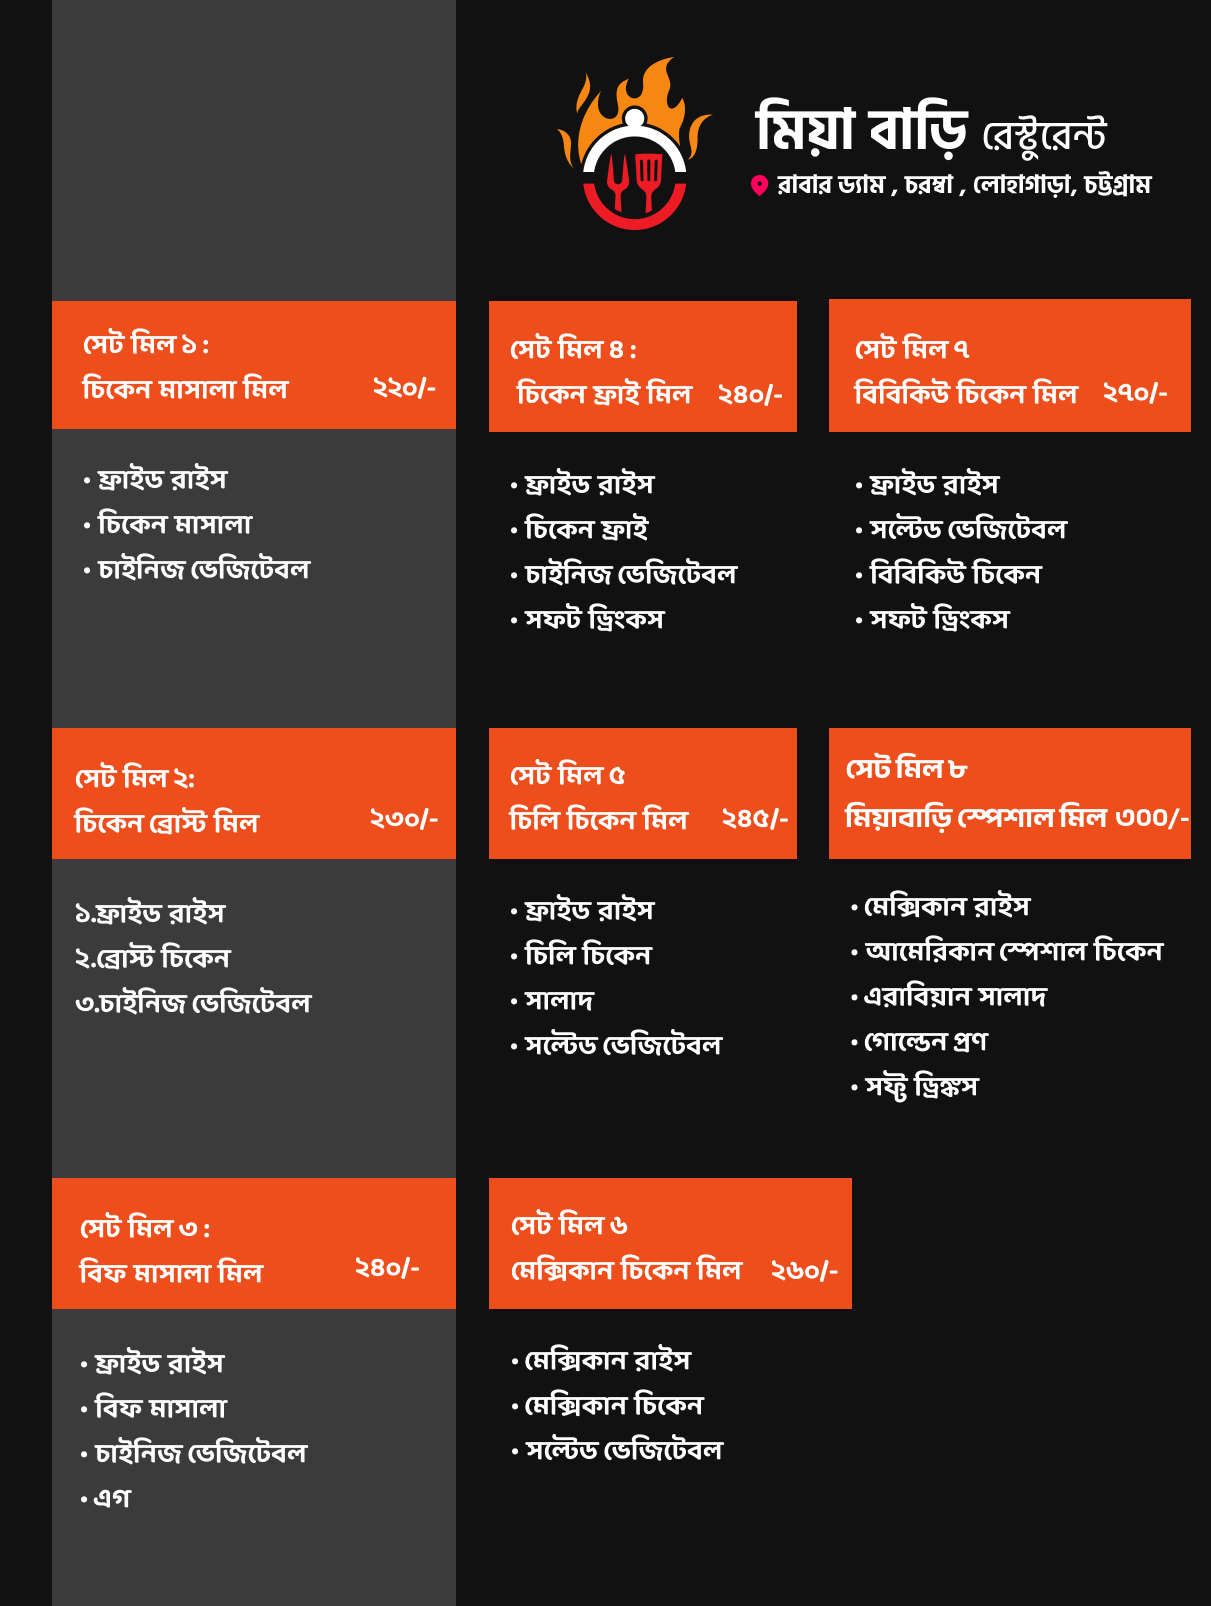 মিয়া বাড়ি রেস্টুরেন্ট
রাবার ড্যাম , চরম্বা , লোহাগাড়া, চট্টগ্রাম
সেট মিল ১ :
চিকেন মাসালা মিল ২২০/-
• ফ্রাইড রাইস
• চিকেন মাসালা
• চাইনিজ ভেজিটেবল
সেট মিল ২:
চিকেন ব্রোস্ট মিল ২৩০/-
১.ফ্রাইড রাইস
২.ব্রোস্ট চিকেন
৩.চাইনিজ ভেজিটেবল
সেট মিল ৩ :
বিফ মাসালা মিল ২৪০/-
• ফ্রাইড রাইস
• বিফ মাসালা
• চাইনিজ ভেজিটেবল
• এগ
সেট মিল ৪ :
চিকেন ফ্রাই মিল ২৪০/-
• ফ্রাইড রাইস
• চিকেন ফ্রাই
• চাইনিজ ভেজিটেবল
• সফট ড্রিংকস
সেট মিল ৫
চিলি চিকেন মিল ২৪৫/-
• ফ্রাইড রাইস
• চিলি চিকেন
• সালাদ
• সল্টেড ভেজিটেবল
সেট মিল ৬
মেক্সিকান চিকেন মিল ২৬০/-
• মেক্সিকান রাইস
• মেক্সিকান চিকেন
• সল্টেড ভেজিটেবল
সেট মিল ৭
বিবিকিউ চিকেন মিল ২৭০/-
• ফ্রাইড রাইস
• সল্টেড ভেজিটেবল
• বিবিকিউ চিকেন
• সফট ড্রিংকস
সেট মিল ৮
মিয়াবাড়ি স্পেশাল মিল ৩০০/-
• মেক্সিকান রাইস
• আমেরিকান স্পেশাল চিকেন
• এরাবিয়ান সালাদ
• গোল্ডেন প্রণ
• সফ্ট ড্রিঙ্কস